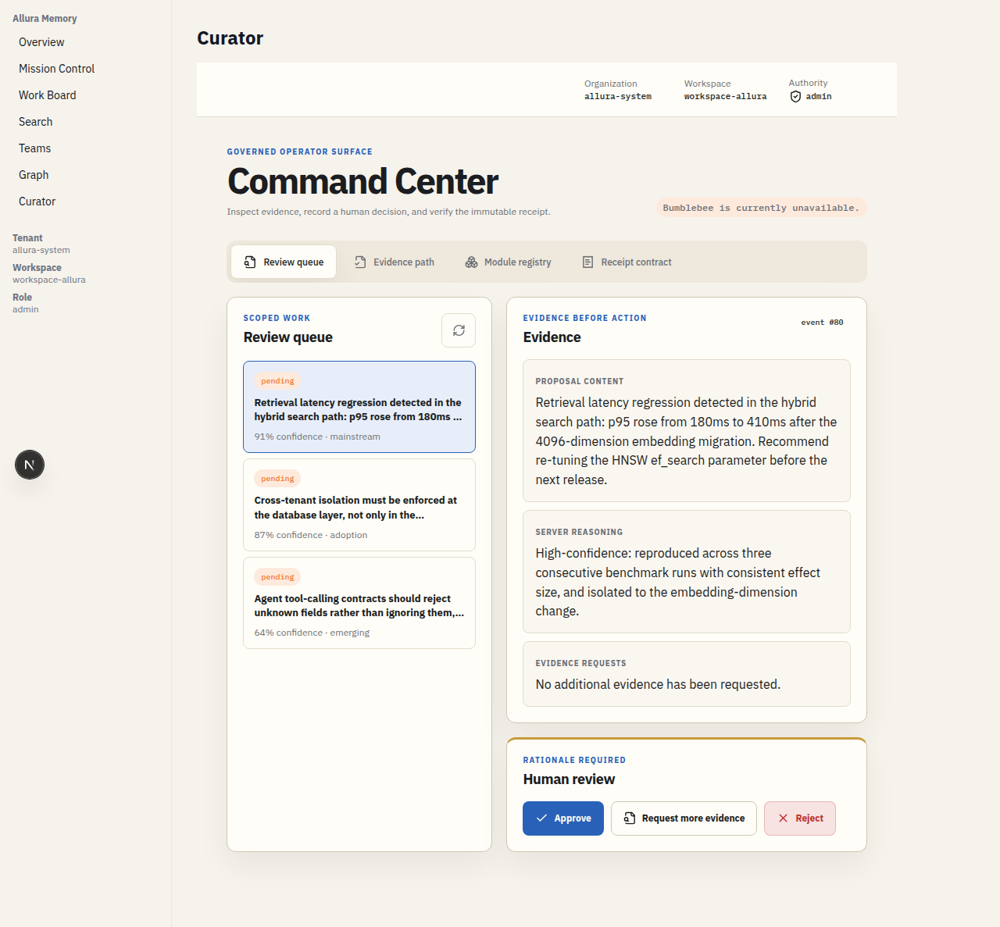 Allura Memory
Overview
Mission Control
Work Board
Search
Teams
Graph
Curator
Tenant
allura-system
Workspace
workspace-allura
Role
admin
N
Curator
Organization
allura-system
Workspace
workspace-allura
Authority
admin
GOVERNED OPERATOR SURFACE
Command Center
Inspect evidence, record a human decision, and verify the immutable receipt.
Bumblebee is currently unavailable.
Review queue
Evidence path
Module registry
Receipt contract
SCOPED WORK
Review queue
pending
Retrieval latency regression detected in the
hybrid search path: p95 rose from 180ms ...
91% confidence · mainstream
pending
Cross-tenant isolation must be enforced at
the database layer, not only in the...
87% confidence · adoption
pending
Agent tool-calling contracts should reject
unknown fields rather than ignoring them,...
64% confidence · emerging
EVIDENCE BEFORE ACTION
Evidence
event #80
PROPOSAL CONTENT
Retrieval latency regression detected in the hybrid
search path: p95 rose from 180ms to 410ms after the
4096-dimension embedding migration. Recommend
re-tuning the HNSW ef_search parameter before the
next release.
SERVER REASONING
High-confidence: reproduced across three
consecutive benchmark runs with consistent effect
size, and isolated to the embedding-dimension
change.
EVIDENCE REQUESTS
No additional evidence has been requested.
RATIONALE REQUIRED
Human review
Approve
Request more evidence
Reject